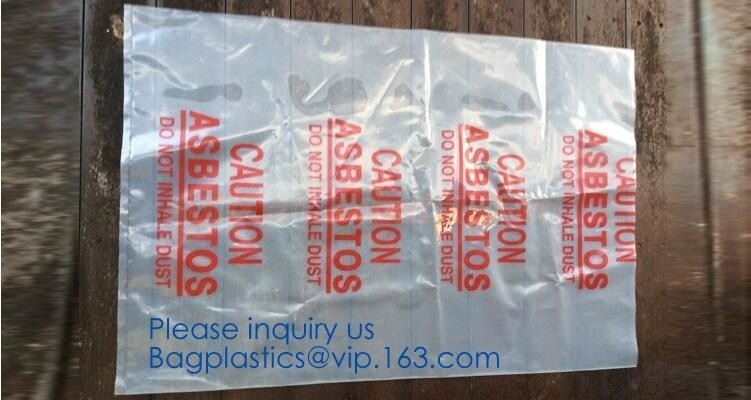 CAUTION
ASBESTOS
DO NOT INHALE DUST
CAUTION
ASBESTOS
DO NOT INHALE DUST
CAUTION
ASBESTOS
DO NOT INHALE DUST
CAUTION
ASBESTOS
DO NOT INHALE DUST
Please inquiry us
Bagplastics@vip.163.com